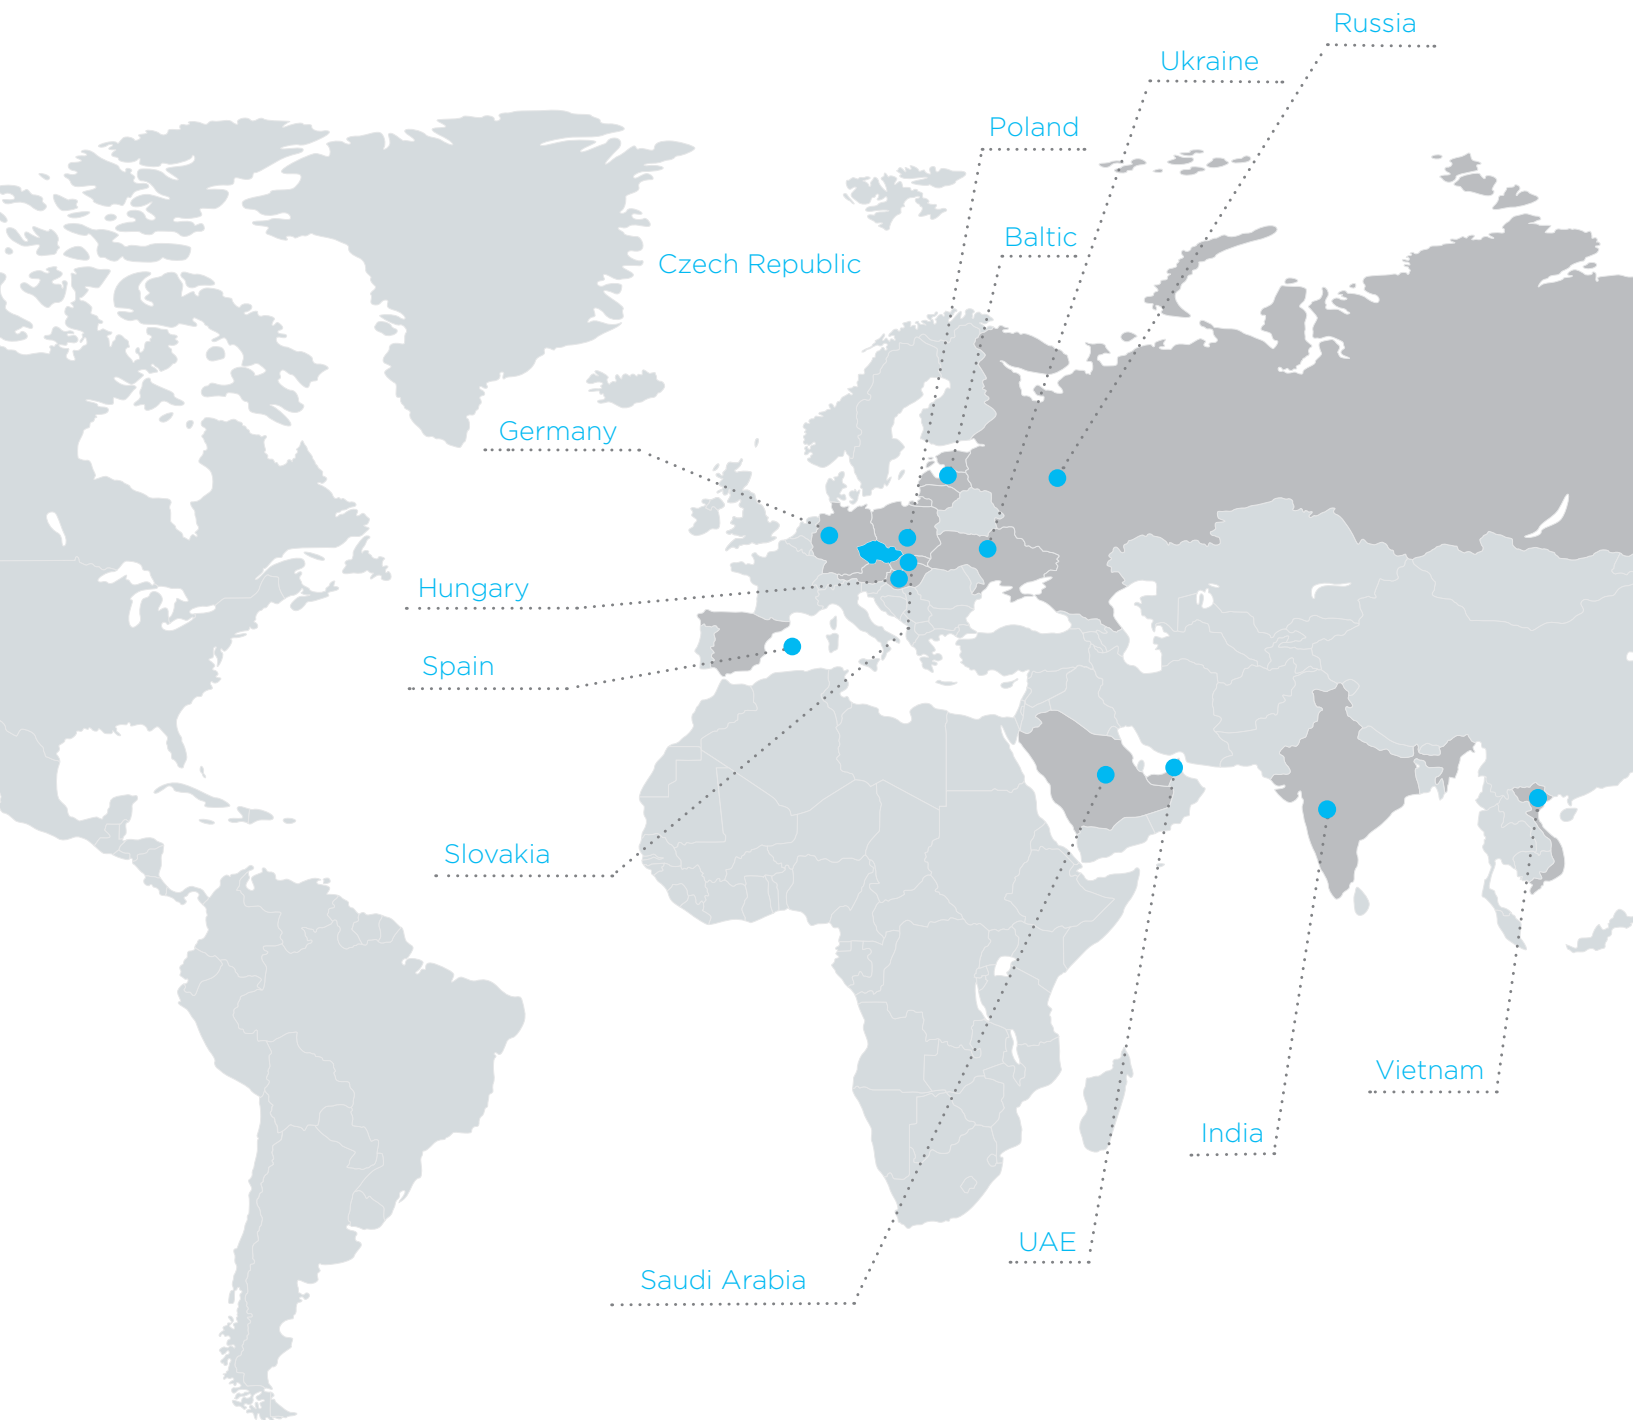 Russia
Ukraine
Poland
Baltic
Czech Republic
Germany
Hungary
Spain
Slovakia
Vietnam
India
UAE
Saudi Arabia